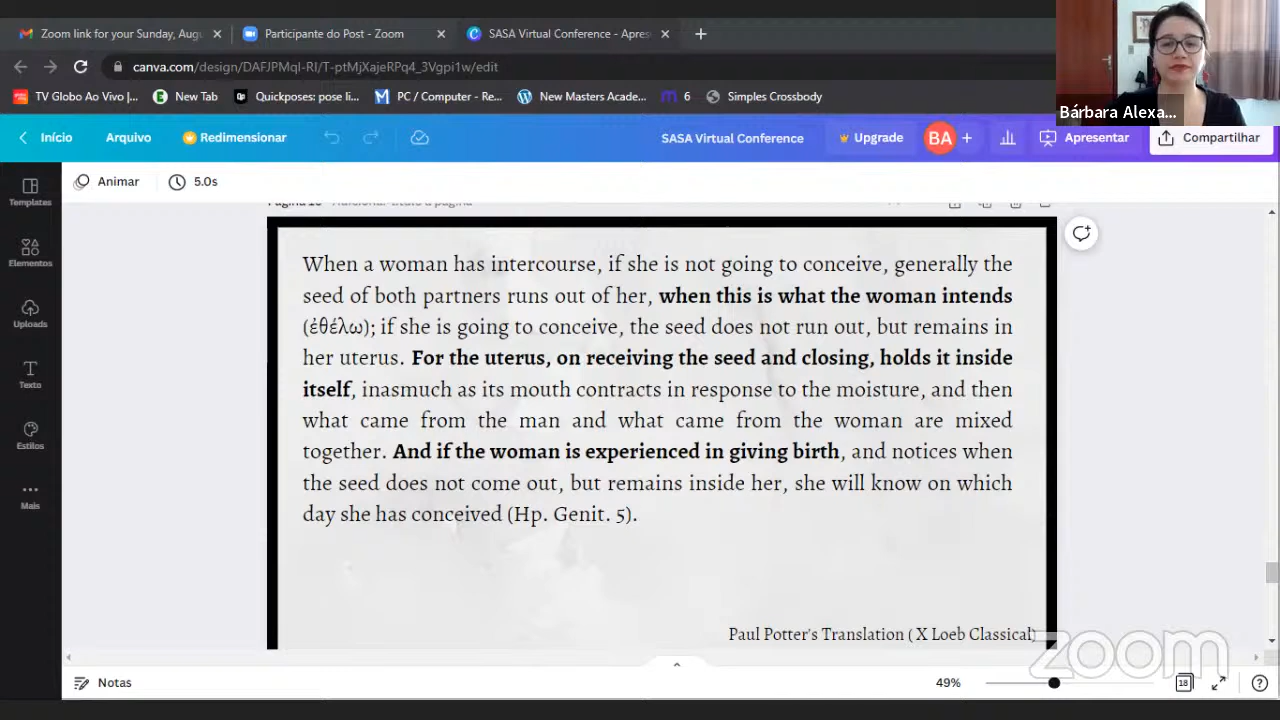 Zoom link for your Sunday, Augu
Participante do Post - Zoom
SASA Virtual Conference - Apres
canva.com/design/DAFJPMqI-RI/T-ptMjXajeRPq4_3Vgpi1w/edit
TV Globo Ao Vivo |...
New Tab
Quickposes: pose li...
PC / Computer - Re...
New Masters Acade...
6
Simples Crossbody
Bárbara Alexa...
Início
Arquivo
Redimensionar
SASA Virtual Conference
Upgrade
BA
Apresentar
Compartilhar
Templates
Elementos
Uploads
Texto
Estilos
Mais
Animar
5.0s
When a woman has intercourse, if she is not going to conceive, generally the
seed of both partners runs out of her, when this is what the woman intends
(ἐθέλω); if she is going to conceive, the seed does not run out, but remains in
her uterus. For the uterus, on receiving the seed and closing, holds it inside
itself, inasmuch as its mouth contracts in response to the moisture, and then
what came from the man and what came from the woman are mixed
together. And if the woman is experienced in giving birth, and notices when
the seed does not come out, but remains inside her, she will know on which
day she has conceived (Hp. Genit. 5).
Paul Potter's Translation ( X Loeb Classical)
zoom
Notas
49%
18